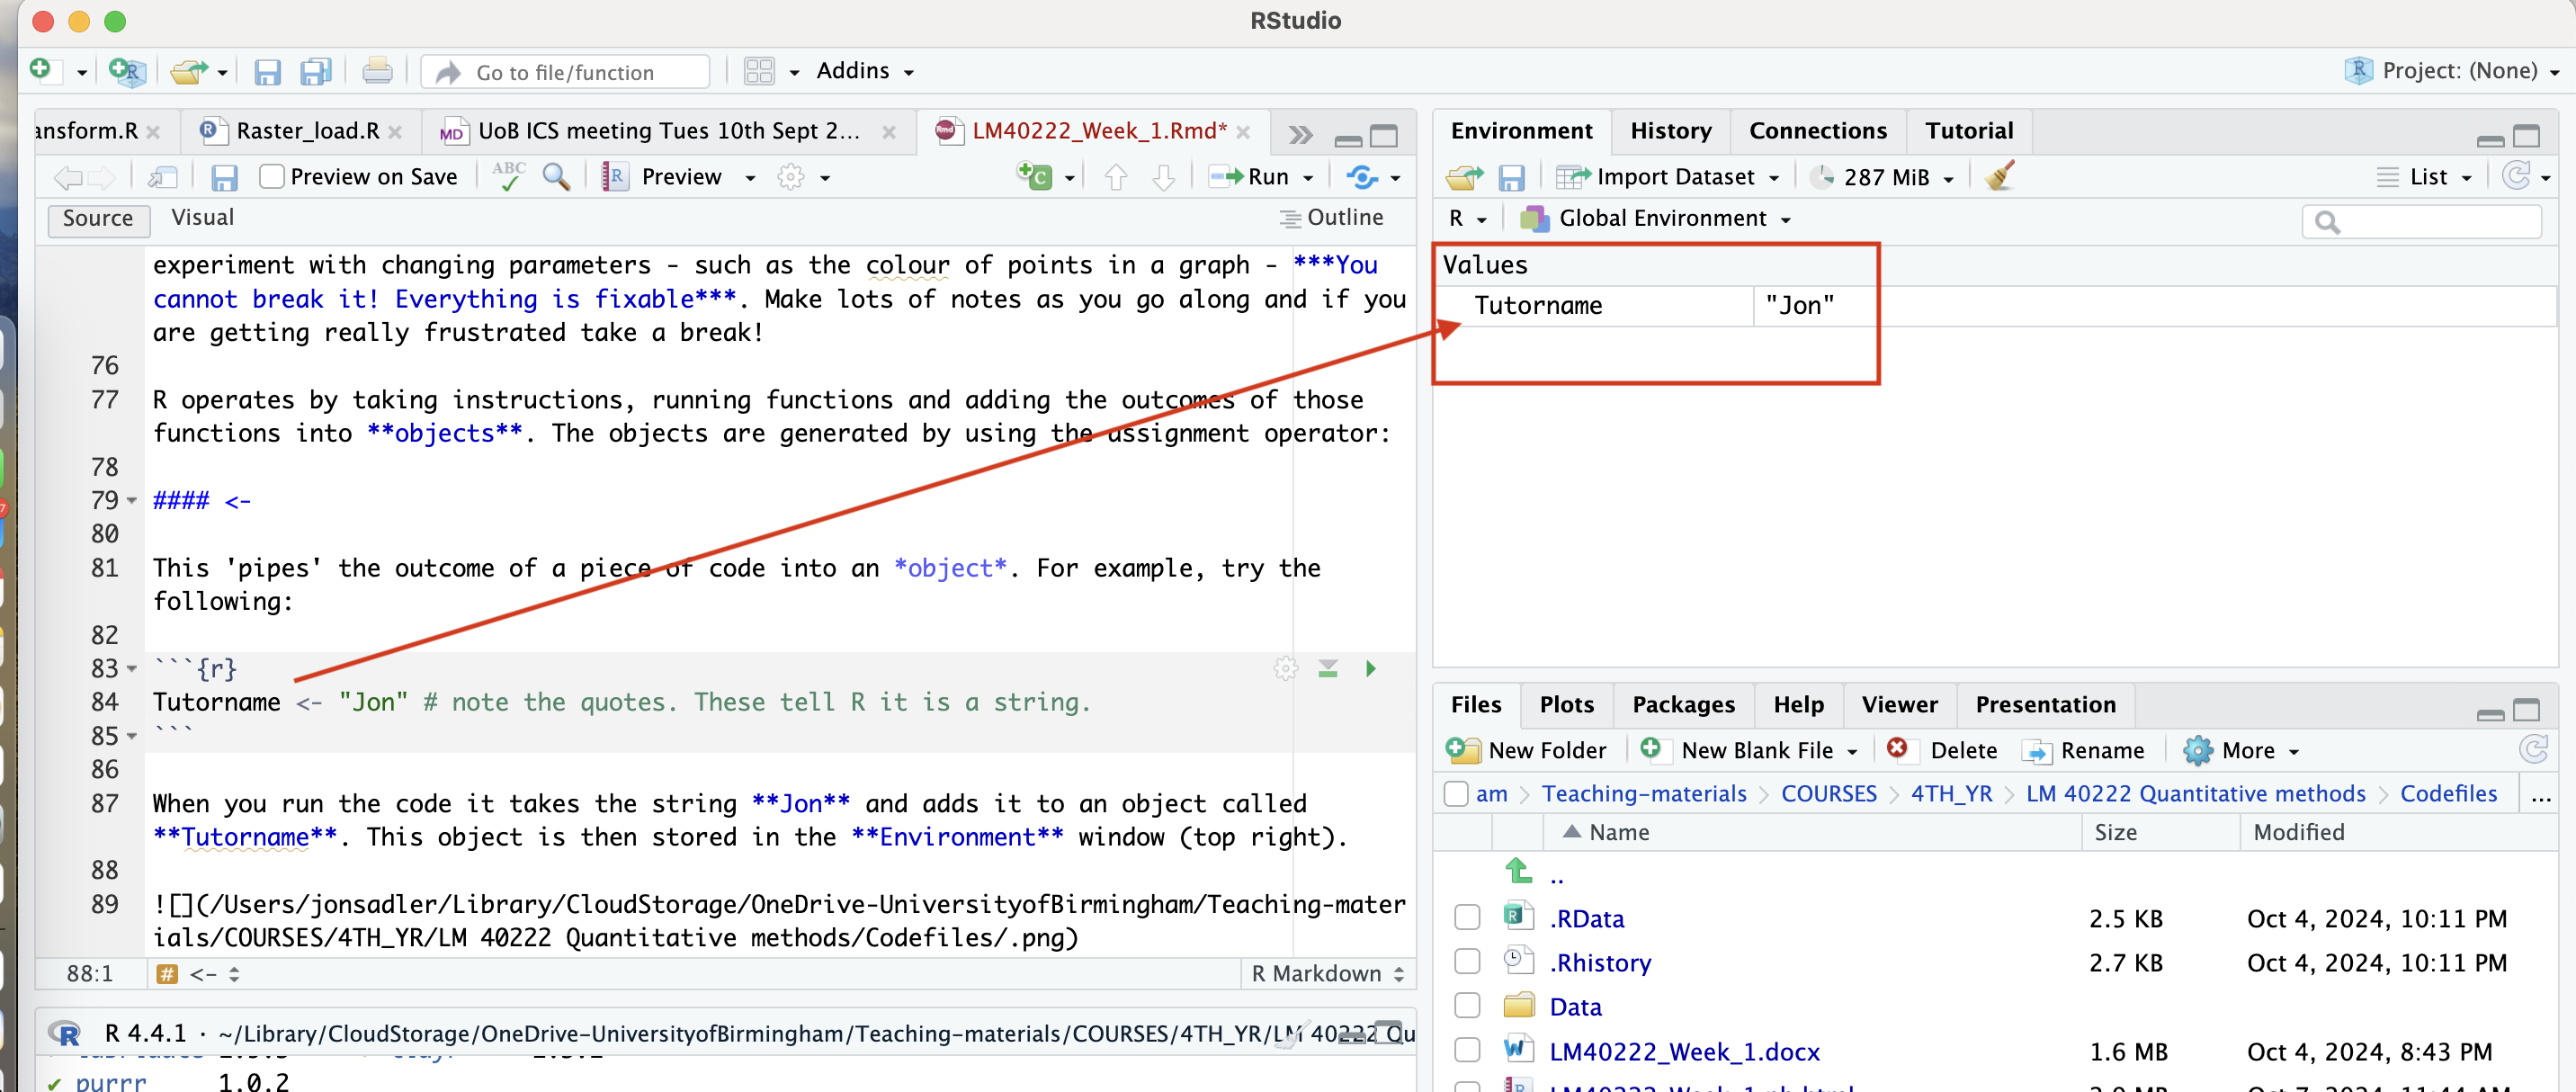 RStudio
Go to file/function
Addins
Project: (None)
ansform.R
Raster_load.R
UoB ICS meeting Tues 10th Sept 2...
LM40222_Week_1.Rmd*
Preview on Save
ABC
Preview
Run
Source
Visual
Outline
experiment with changing parameters - such as the colour of points in a graph - ***You
cannot break it! Everything is fixable***. Make lots of notes as you go along and if you
are getting really frustrated take a break!
76
77 R operates by taking instructions, running functions and adding the outcomes of those
functions into **objects**. The objects are generated by using the assignment operator:
78
79 #### <-
80
81 This 'pipes' the outcome of a piece of code into an *object*. For example, try the
following:
82
83 ```{r}
84 Tutorname <- "Jon" # note the quotes. These tell R it is a string.
85 ```
86
87 When you run the code it takes the string **Jon** and adds it to an object called
**Tutorname**. This object is then stored in the **Environment** window (top right).
88
89 ![](/Users/jonsadler/Library/CloudStorage/OneDrive-UniversityofBirmingham/Teaching-mater
ials/COURSES/4TH_YR/LM 40222 Quantitative methods/Codefiles/.png)
88:1 # <- R Markdown
R 4.4.1 · ~/Library/CloudStorage/OneDrive-UniversityofBirmingham/Teaching-materials/COURSES/4TH_YR/LM 40222 Qu
✔ purrr 1.0.2
Environment History Connections Tutorial
Import Dataset 287 MiB List
R Global Environment
Values
Tutorname "Jon"
Files Plots Packages Help Viewer Presentation
New Folder New Blank File Delete Rename More
am > Teaching-materials > COURSES > 4TH_YR > LM 40222 Quantitative methods > Codefiles ...
Name Size Modified
..
.RData 2.5 KB Oct 4, 2024, 10:11 PM
.Rhistory 2.7 KB Oct 4, 2024, 10:11 PM
Data
LM40222_Week_1.docx 1.6 MB Oct 4, 2024, 8:43 PM